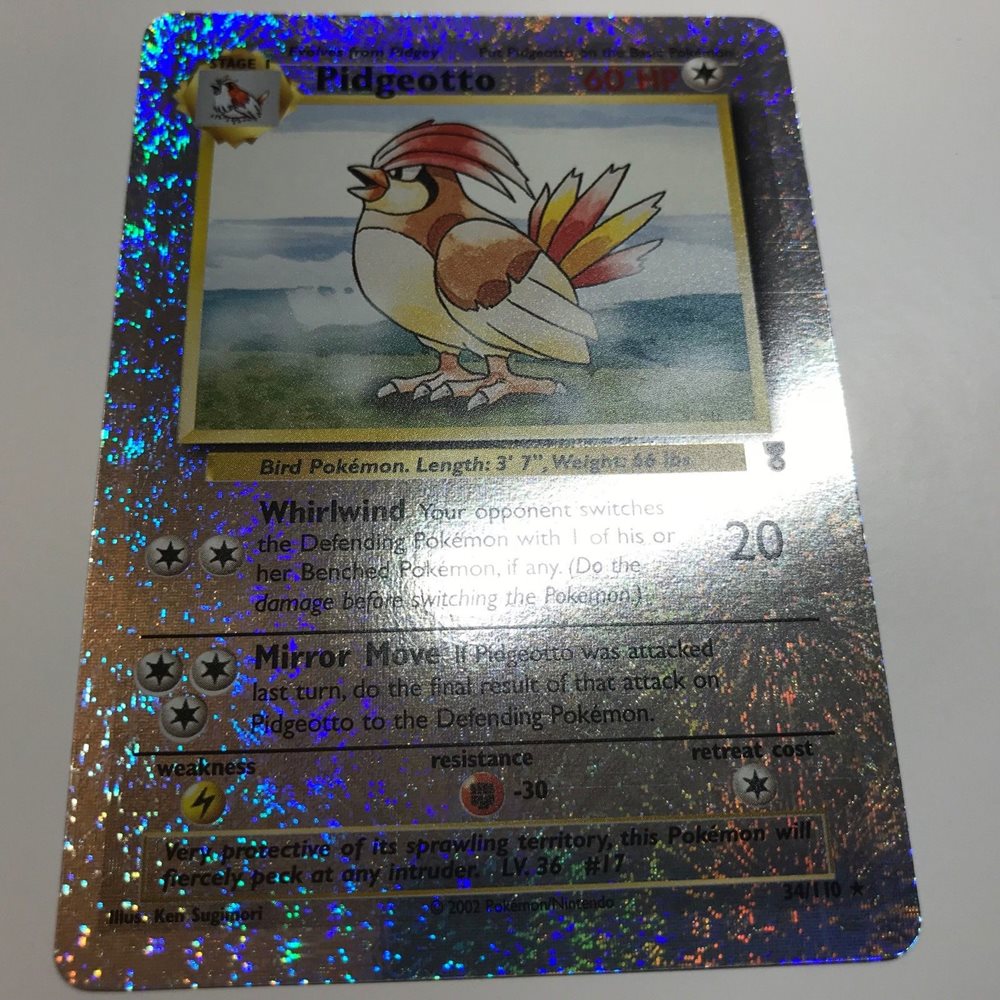 Evolves from Pidgey Put Pidgeotto on the Basic Pokémon
STAGE 1
Pidgeotto 60 HP
Bird Pokémon. Length: 3' 7", Weight: 66 lbs.
Whirlwind Your opponent switches
the Defending Pokémon with 1 of his or
her Benched Pokémon, if any. (Do the
damage before switching the Pokémon.)
20
Mirror Move If Pidgeotto was attacked
last turn, do the final result of that attack on
Pidgeotto to the Defending Pokémon.
weakness resistance retreat cost
-30
Very protective of its sprawling territory, this Pokémon will
fiercely peck at any intruder. LV. 36 #17
Illus. Ken Sugimori © 2002 Pokémon/Nintendo 34/110 ★